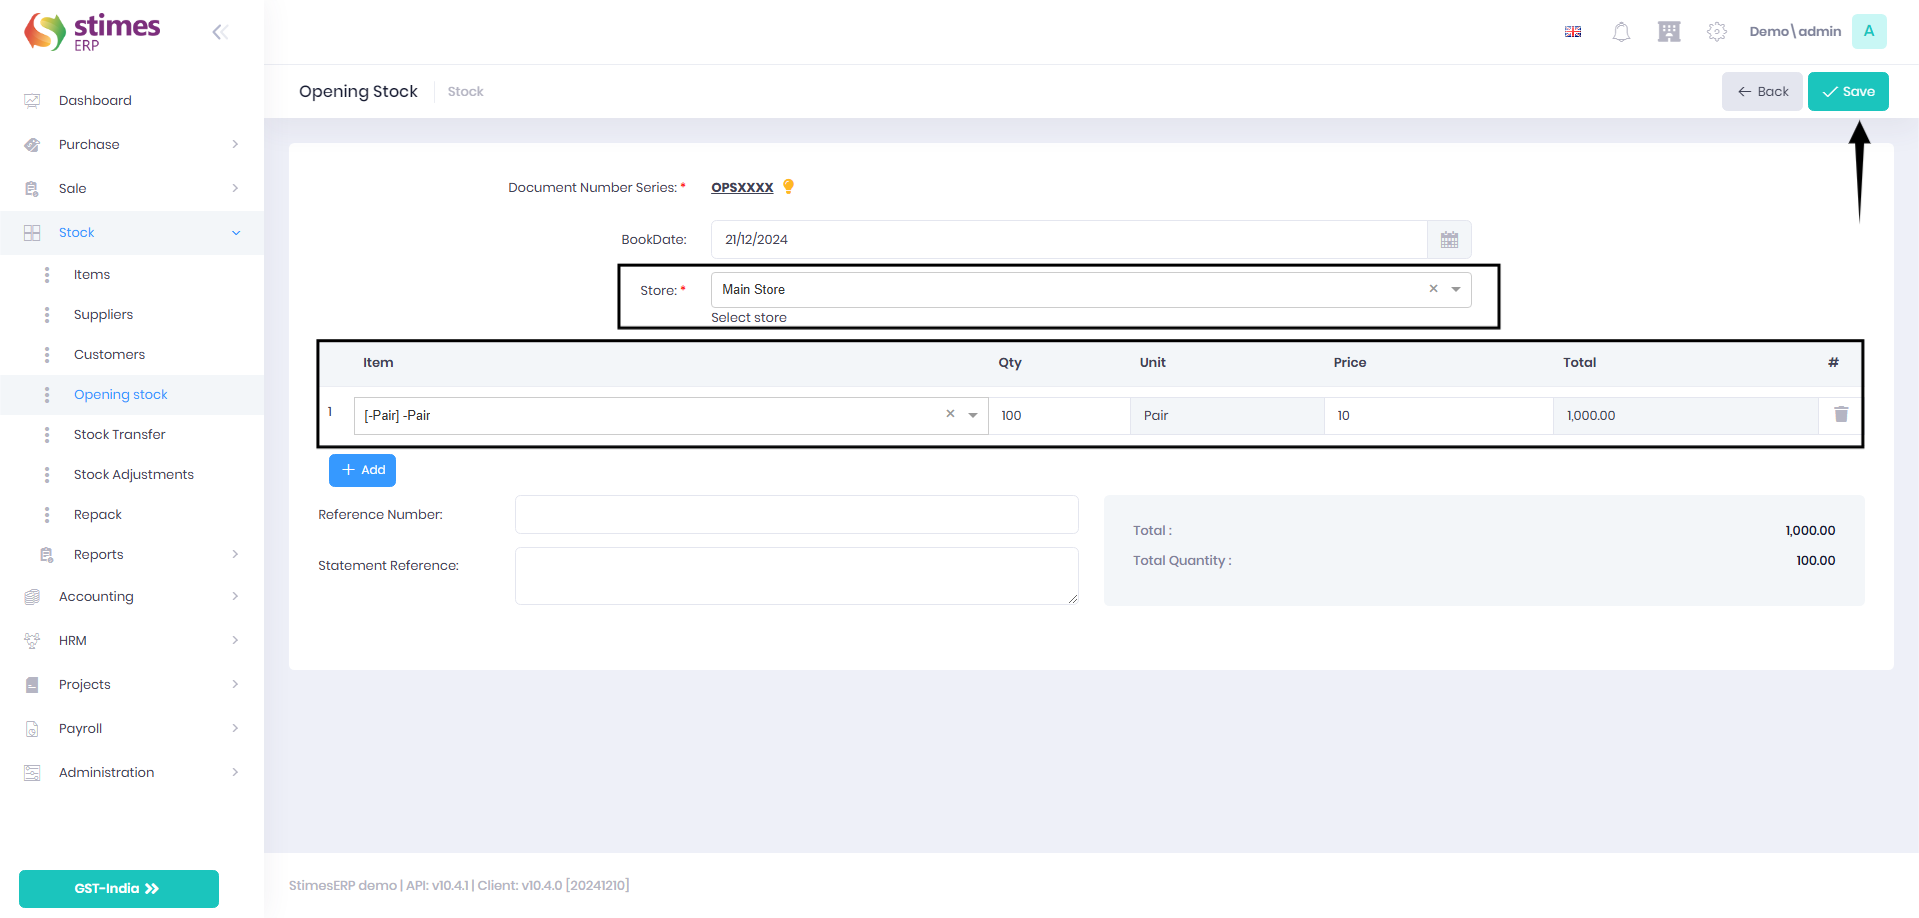 stimes
ERP
Demo\admin
A
Opening Stock
Stock
Back
Save
Dashboard
Purchase
Sale
Stock
Items
Suppliers
Customers
Opening stock
Stock Transfer
Stock Adjustments
Repack
Reports
Accounting
HRM
Projects
Payroll
Administration
GST-India
Document Number Series: *
OPSXXXX
BookDate:
21/12/2024
Store: *
Main Store
Select store
Item Qty Unit Price Total #
1 [-Pair] -Pair 100 Pair 10 1,000.00
Add
Reference Number:
Statement Reference:
Total : 1,000.00
Total Quantity : 100.00
StimesERP demo | API: v10.4.1 | Client: v10.4.0 [20241210]